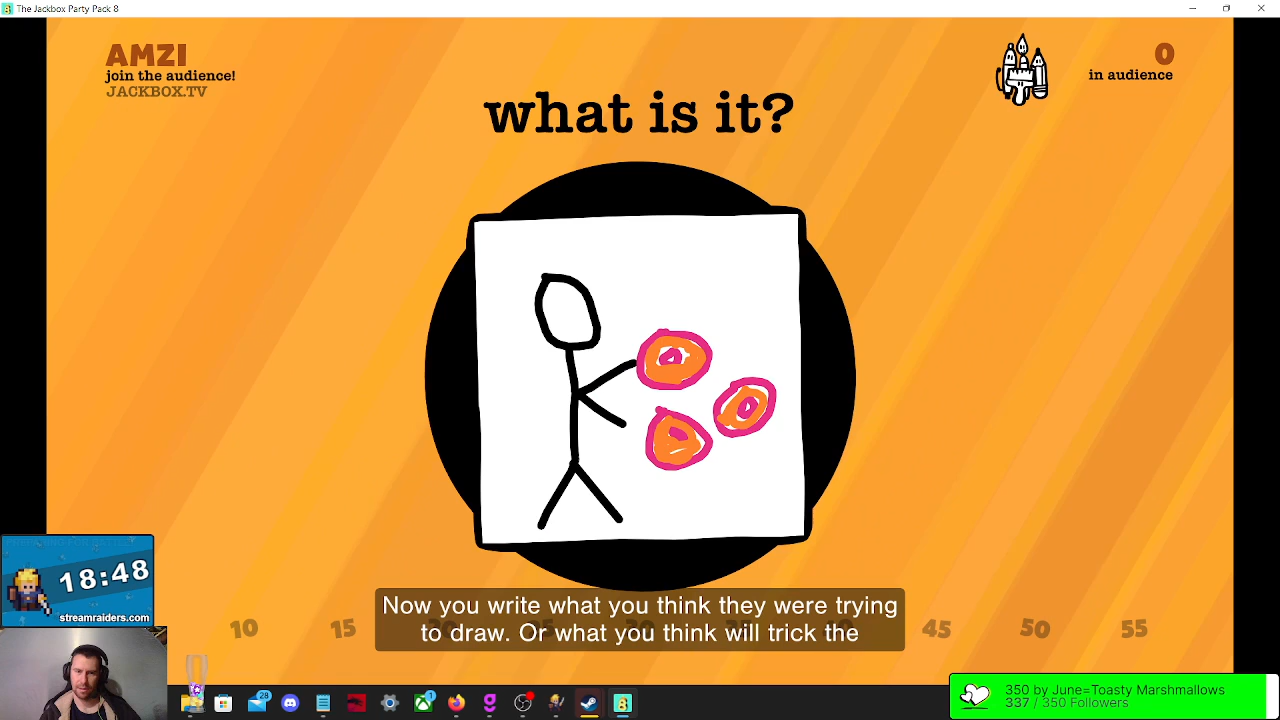 The Jackbox Party Pack 8
AMZI
join the audience!
JACKBOX.TV
0
in audience
what is it?
10 15 45 50 55
Now you write what you think they were trying
to draw. Or what you think will trick the
18:48
streamraiders.com
28
1
350 by June=Toasty Marshmallows
337 / 350 Followers